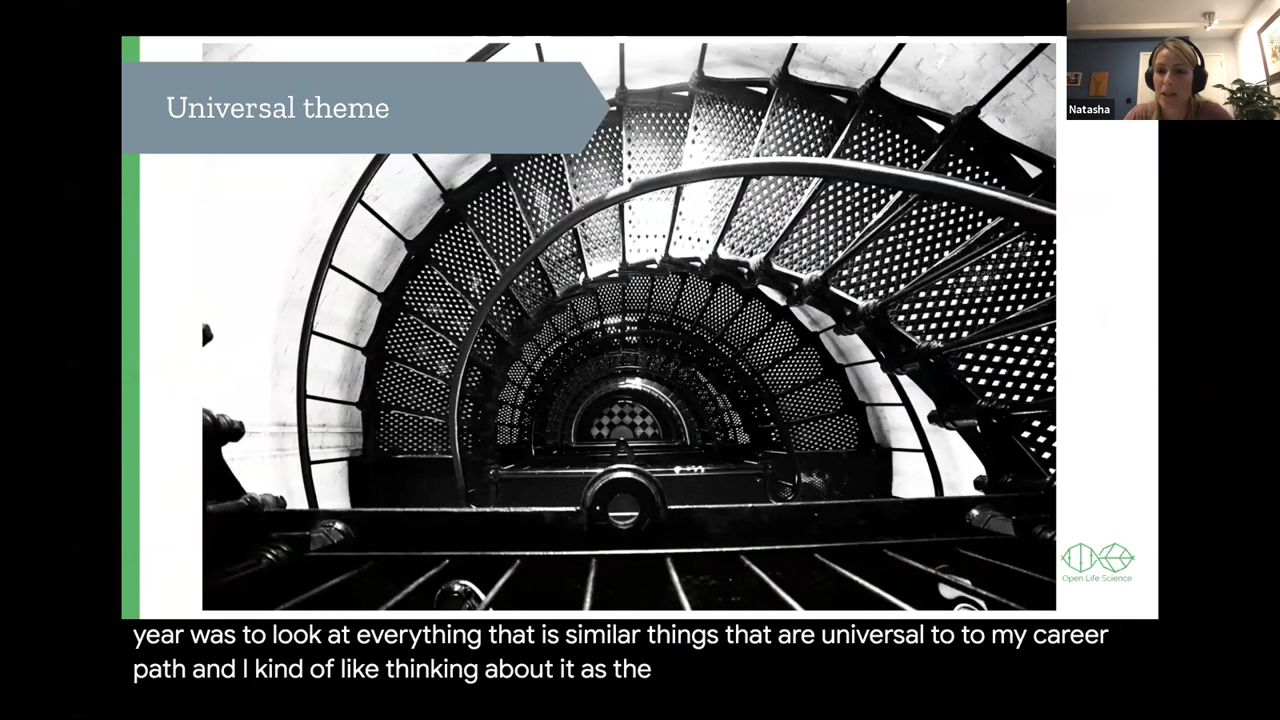 Universal theme
Natasha
Open Life Science
year was to look at everything that is similar things that are universal to to my career
path and I kind of like thinking about it as the